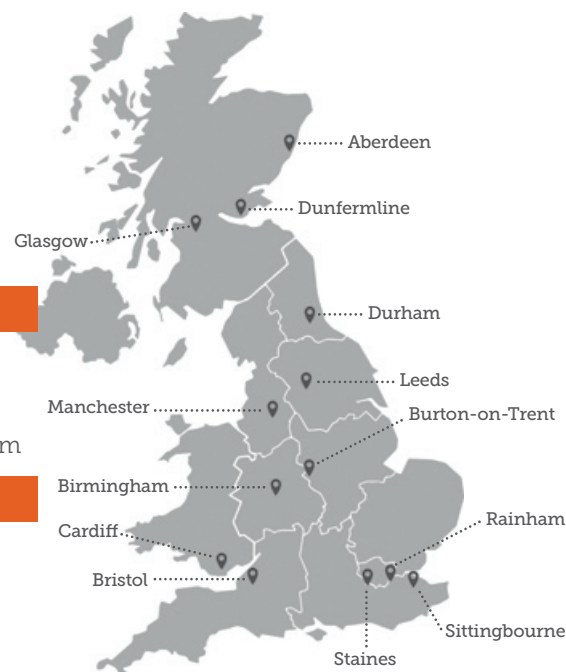 Aberdeen
Dunfermline
Glasgow
Durham
Leeds
Manchester
Burton-on-Trent
m
Birmingham
Rainham
Cardiff
Bristol
Sittingbourne
Staines